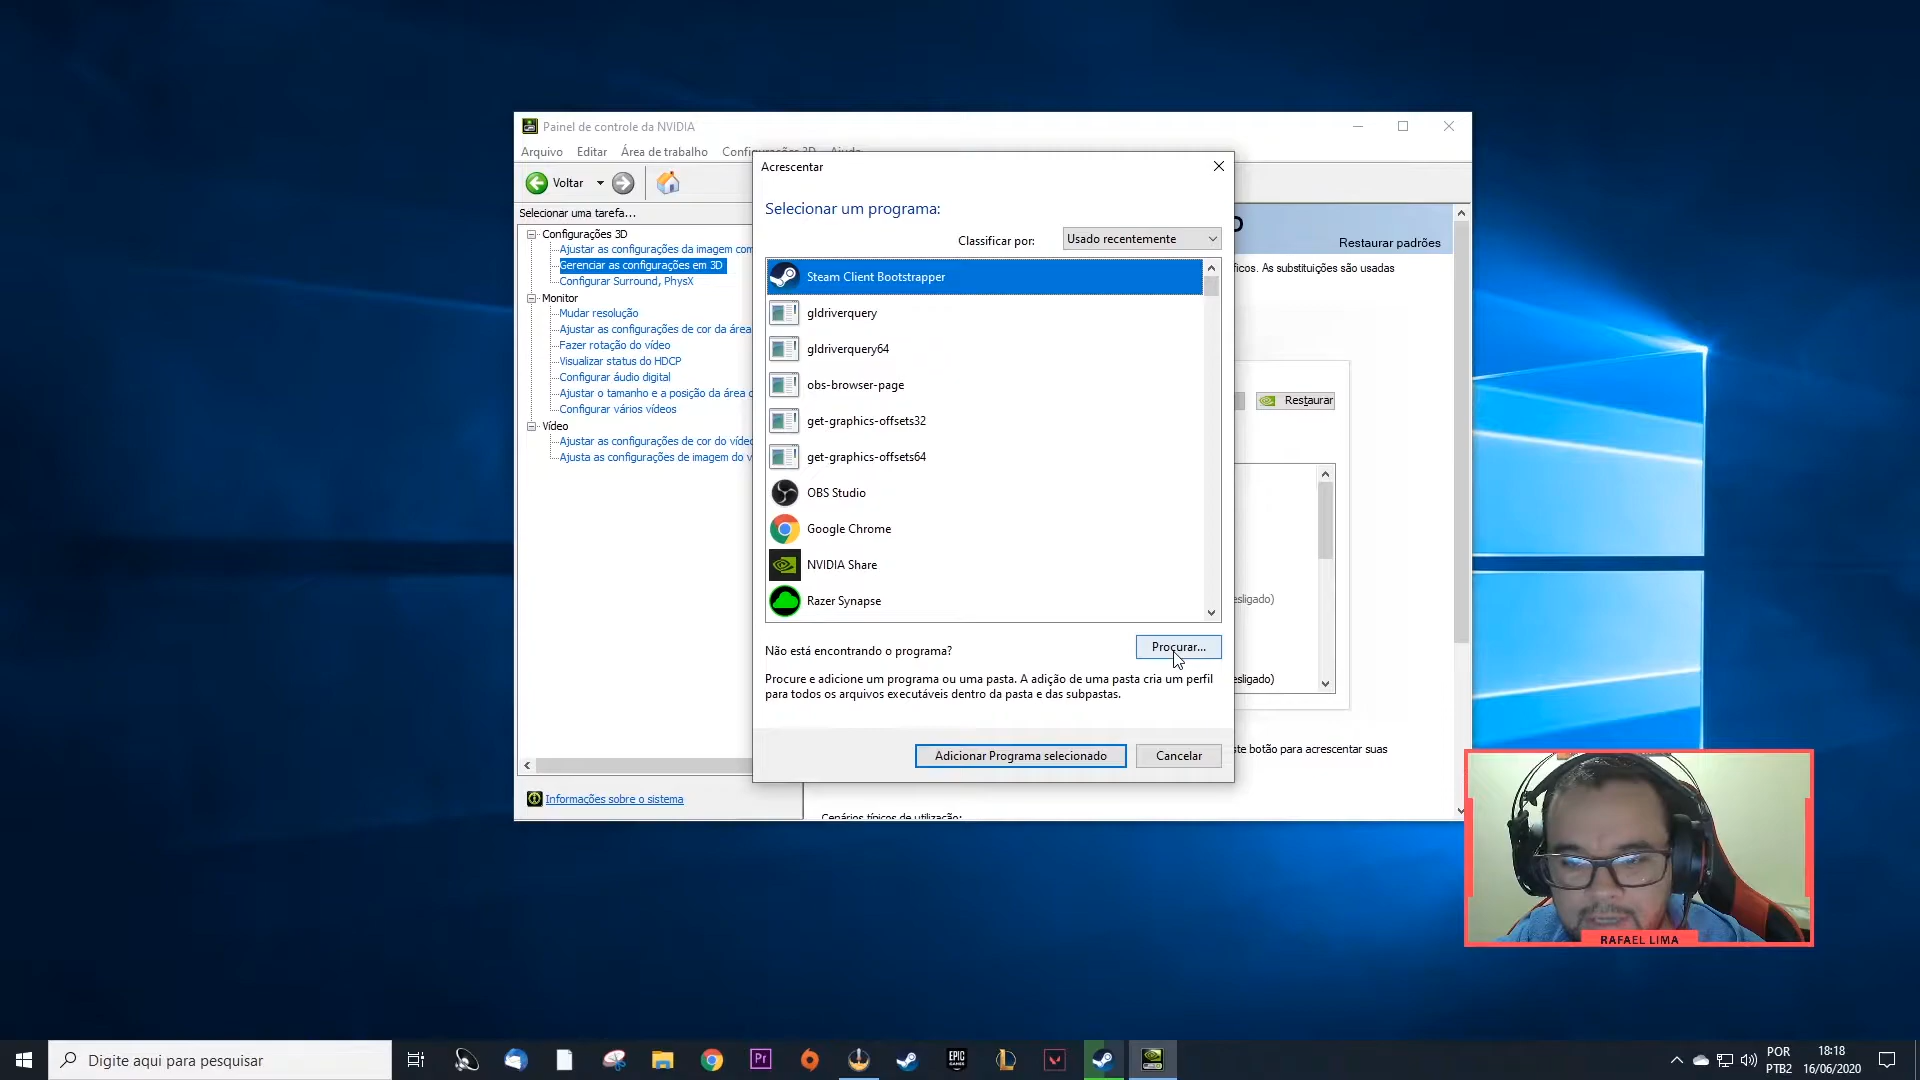 Painel de controle da NVIDIA
Arquivo Editar Área de trabalho Configurações 3D Ajuda
Voltar
Selecionar uma tarefa...
Configurações 3D
Ajustar as configurações da imagem com
Gerenciar as configurações em 3D
Configurar Surround, PhysX
Monitor
Mudar resolução
Ajustar as configurações de cor da área
Fazer rotação do vídeo
Visualizar status do HDCP
Configurar áudio digital
Ajustar o tamanho e a posição da área d
Configurar vários vídeos
Vídeo
Ajustar as configurações de cor do vídeo
Ajusta as configurações de imagem do v
Informações sobre o sistema
Acrescentar
Selecionar um programa:
Classificar por: Usado recentemente
Steam Client Bootstrapper
gldriverquery
gldriverquery64
obs-browser-page
get-graphics-offsets32
get-graphics-offsets64
OBS Studio
Google Chrome
NVIDIA Share
Razer Synapse
Não está encontrando o programa? Procurar...
Procure e adicione um programa ou uma pasta. A adição de uma pasta cria um perfil
para todos os arquivos executáveis dentro da pasta e das subpastas.
Adicionar Programa selecionado Cancelar
Restaurar padrões
ficos. As substituições são usadas
Restaurar
esligado)
esligado)
ste botão para acrescentar suas
Cenários típicos de utilização:
RAFAEL LIMA
Digite aqui para pesquisar
Pr
EPIC
GAMES
POR
PTB2
18:18
16/06/2020